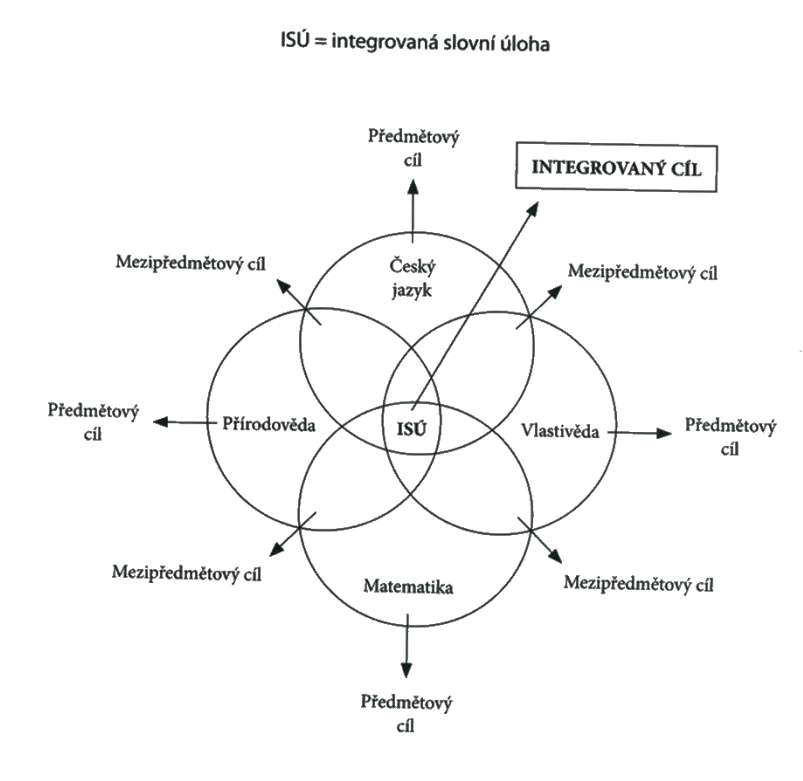 ISÚ = integrovaná slovní úloha
Předmětový
cíl
INTEGROVANÝ CÍL
Mezipředmětový cíl
Český
jazyk
Mezipředmětový cíl
Předmětový
cíl
Přírodověda
ISÚ
Vlastivěda
Předmětový
cíl
Mezipředmětový cíl
Matematika
Mezipředmětový cíl
Předmětový
cíl